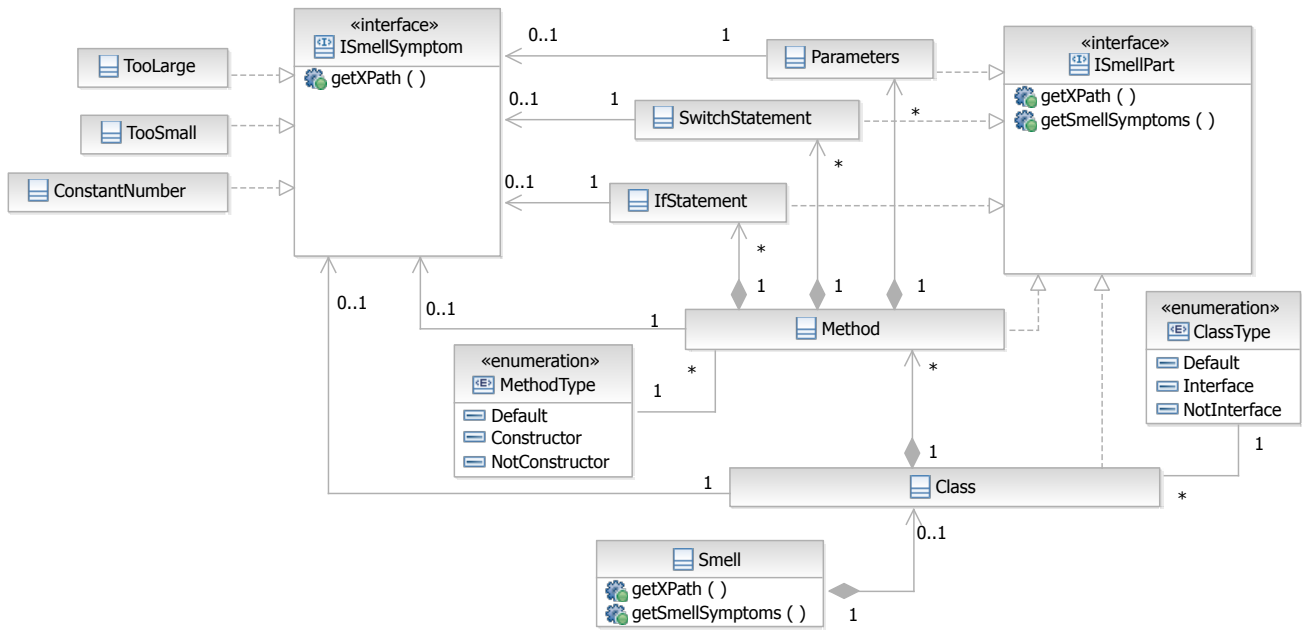 «interface»
ISmellSymptom
getXPath ( )
TooLarge
TooSmall
ConstantNumber
0..1
1
Parameters
0..1
1
SwitchStatement
0..1
1
IfStatement
«interface»
ISmellPart
getXPath ( )
getSmellSymptoms ( )
*
*
*
1
1
1
0..1
0..1
1
Method
«enumeration»
MethodType
Default
Constructor
NotConstructor
1
*
*
1
«enumeration»
ClassType
Default
Interface
NotInterface
1
*
1
Class
0..1
Smell
getXPath ( )
getSmellSymptoms ( )
1